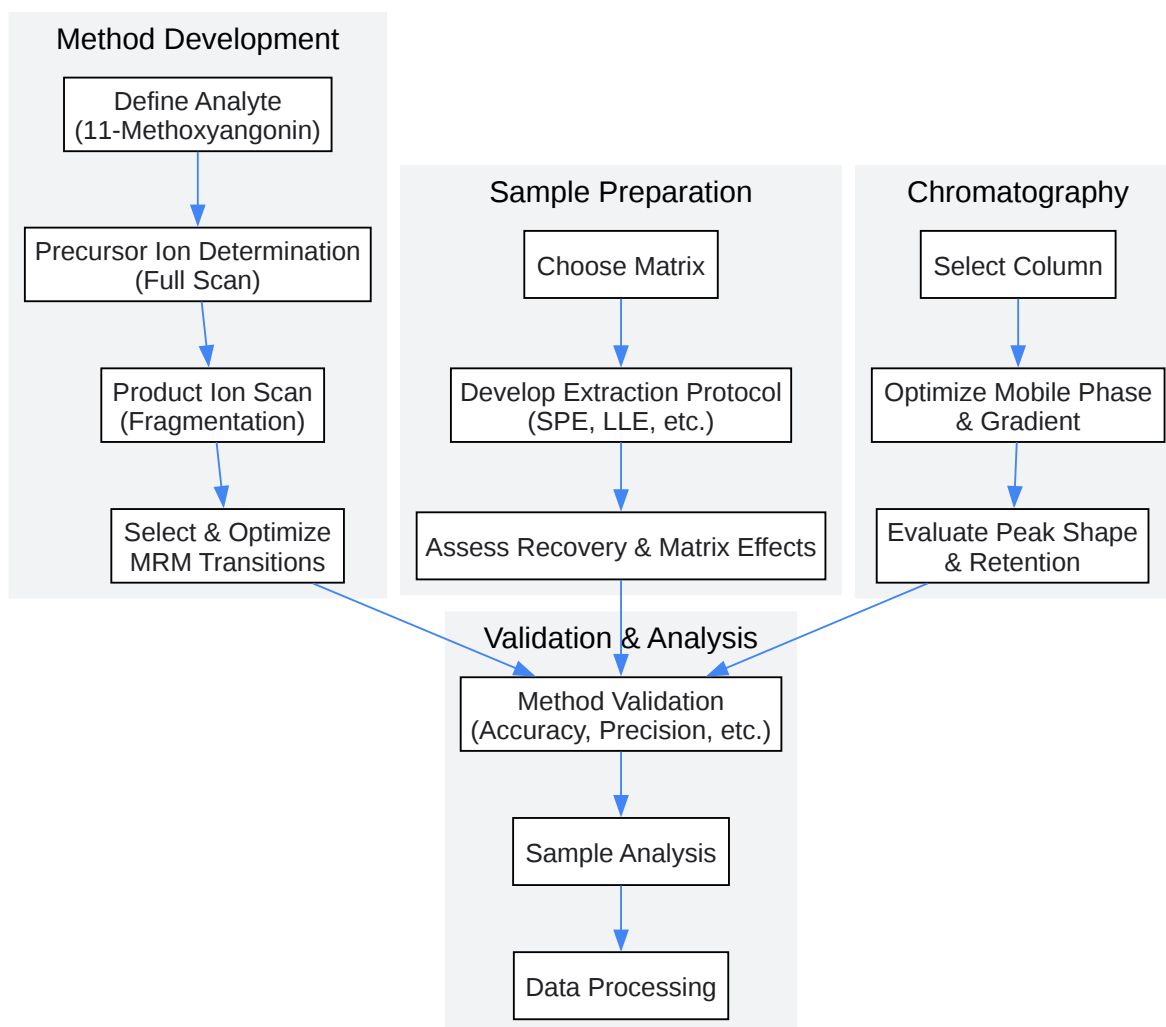 Method Development
Define Analyte
(11-Methoxyangonin)
Precursor Ion Determination
(Full Scan)
Product Ion Scan
(Fragmentation)
Select & Optimize
MRM Transitions
Sample Preparation
Choose Matrix
Develop Extraction Protocol
(SPE, LLE, etc.)
Assess Recovery & Matrix Effects
Chromatography
Select Column
Optimize Mobile Phase
& Gradient
Evaluate Peak Shape
& Retention
Validation & Analysis
Method Validation
(Accuracy, Precision, etc.)
Sample Analysis
Data Processing